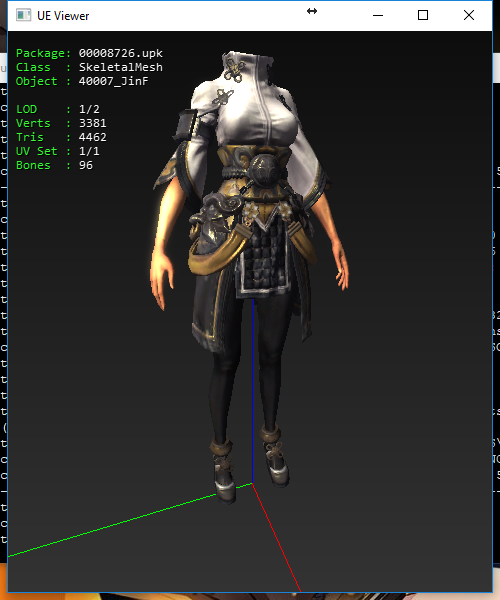 UE Viewer
Package: 00008726.upk
Class : SkeletalMesh
Object : 40007_JinF
LOD : 1/2
Verts : 3381
Tris : 4462
UV Set : 1/1
Bones : 96